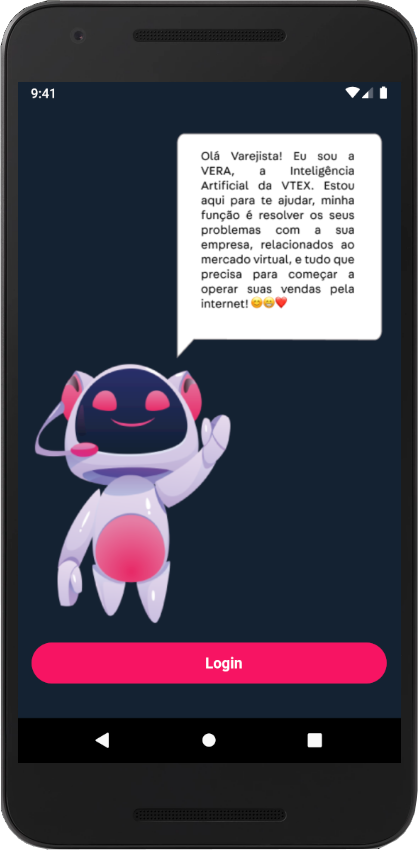 9:41
Olá Varejista! Eu sou a
VERA, a Inteligência
Artificial da VTEX. Estou
aqui para te ajudar, minha
função é resolver os seus
problemas com a sua
empresa, relacionados ao
mercado virtual, e tudo que
precisa para começar a
operar suas vendas pela
internet! 😊😁❤️
Login